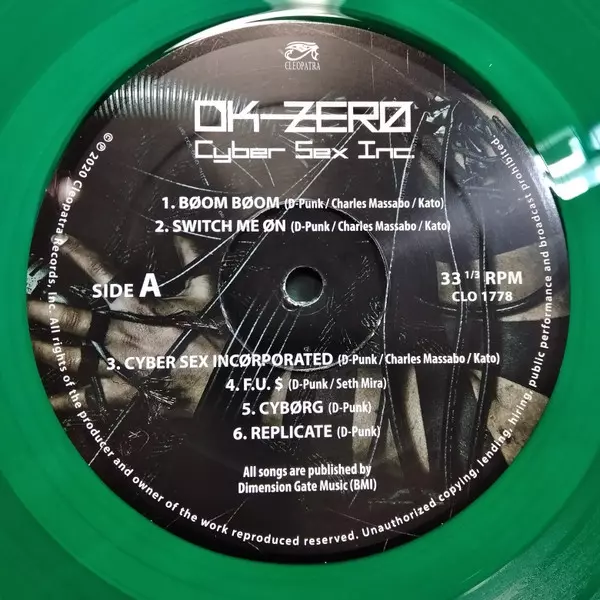 CLEOPATRA
DK-ZERØ
Cyber Sex Inc.
1. BØOM BØOM (D-Punk / Charles Massabo / Kato)
2. SWITCH ME ØN (D-Punk / Charles Massabo / Kato)
SIDE A
33 1/3 RPM
CLO 1778
3. CYBER SEX INCØRPORATED (D-Punk / Charles Massabo / Kato)
4. F.U. $ (D-Punk / Seth Mira)
5. CYBØRG (D-Punk)
6. REPLICATE (D-Punk)
All songs are published by
Dimension Gate Music (BMI)
©℗ 2020 Cleopatra Records, Inc. All rights of the producer and owner of the work reproduced reserved. Unauthorized copying, lending, hiring, public performance and broadcast prohibited.